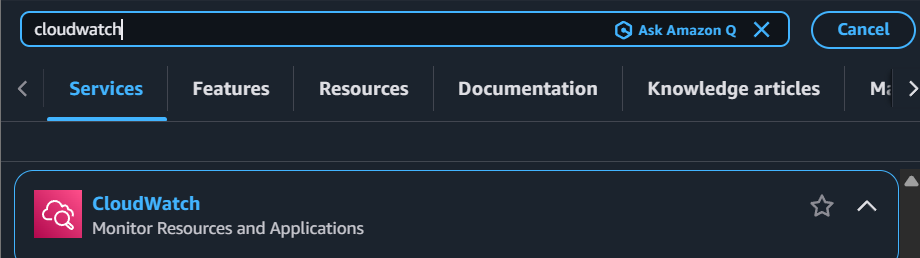 cloudwatch Ask Amazon Q Cancel
Services Features Resources Documentation Knowledge articles
CloudWatch
Monitor Resources and Applications